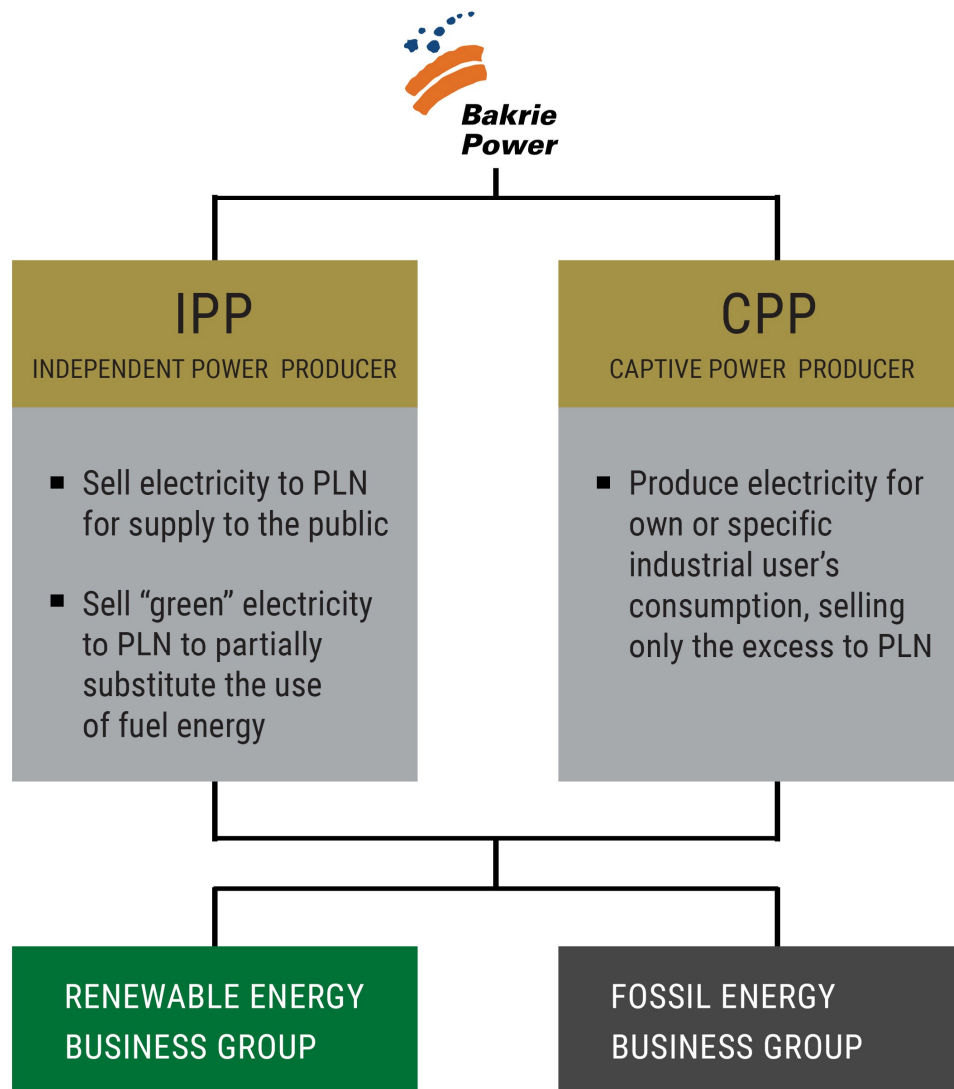 Bakrie
Power
IPP
INDEPENDENT POWER PRODUCER
■ Sell electricity to PLN
for supply to the public
■ Sell “green” electricity
to PLN to partially
substitute the use
of fuel energy
CPP
CAPTIVE POWER PRODUCER
■ Produce electricity for
own or specific
industrial user’s
consumption, selling
only the excess to PLN
RENEWABLE ENERGY
BUSINESS GROUP
FOSSIL ENERGY
BUSINESS GROUP